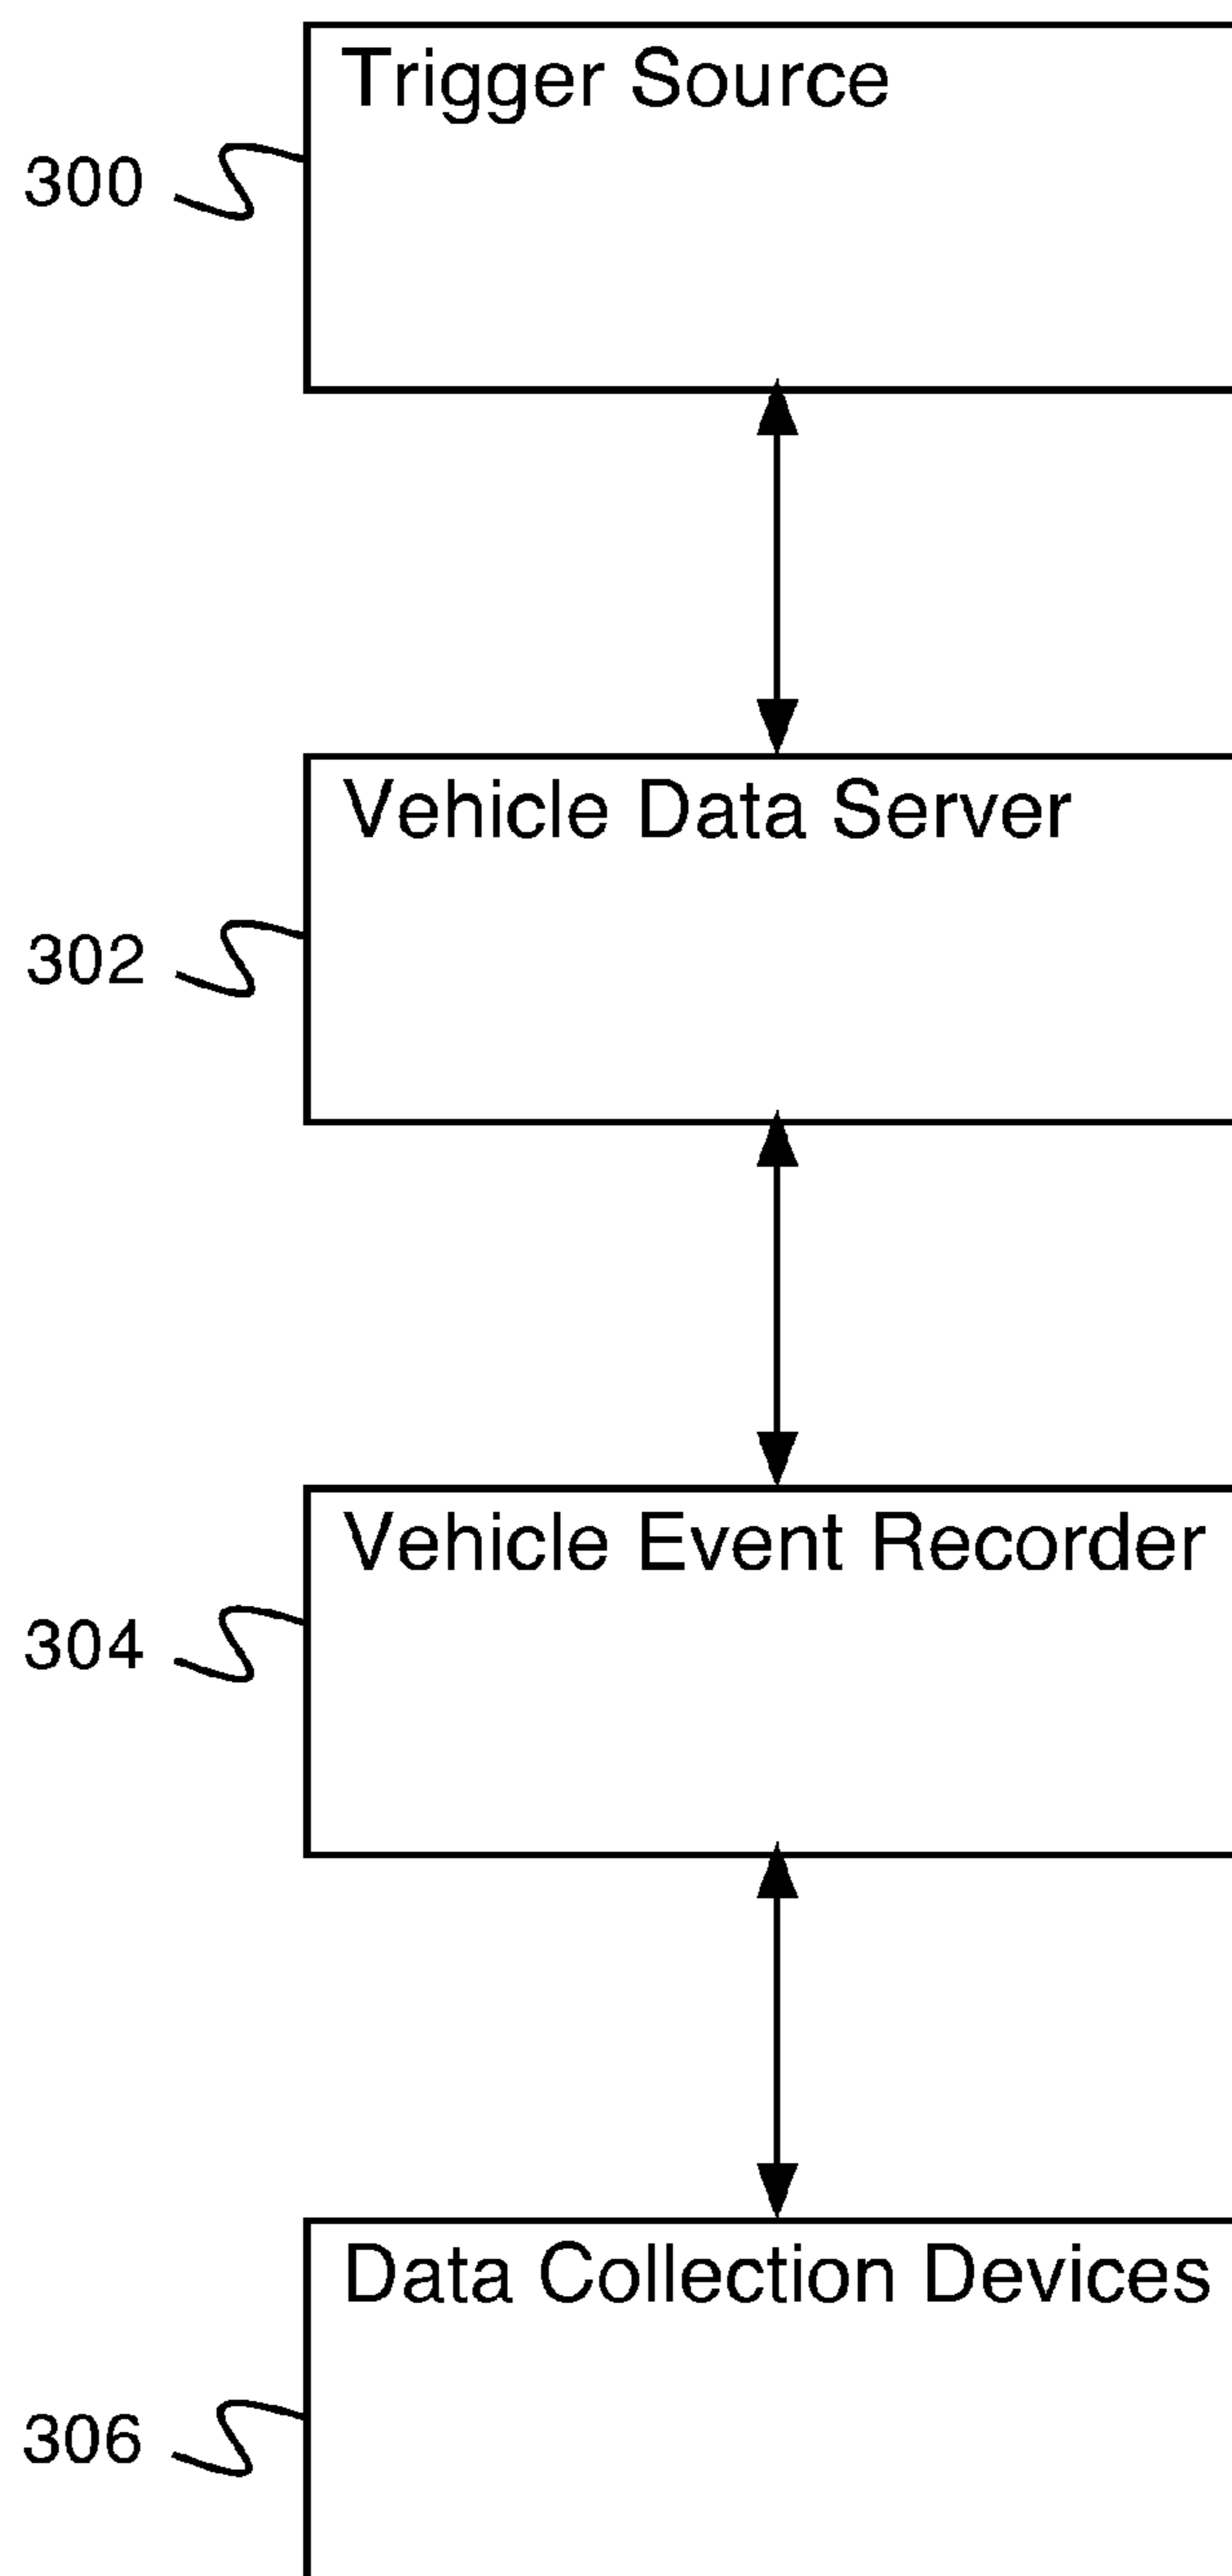 Trigger Source
300
Vehicle Data Server
302
Vehicle Event Recorder
304
Data Collection Devices
306